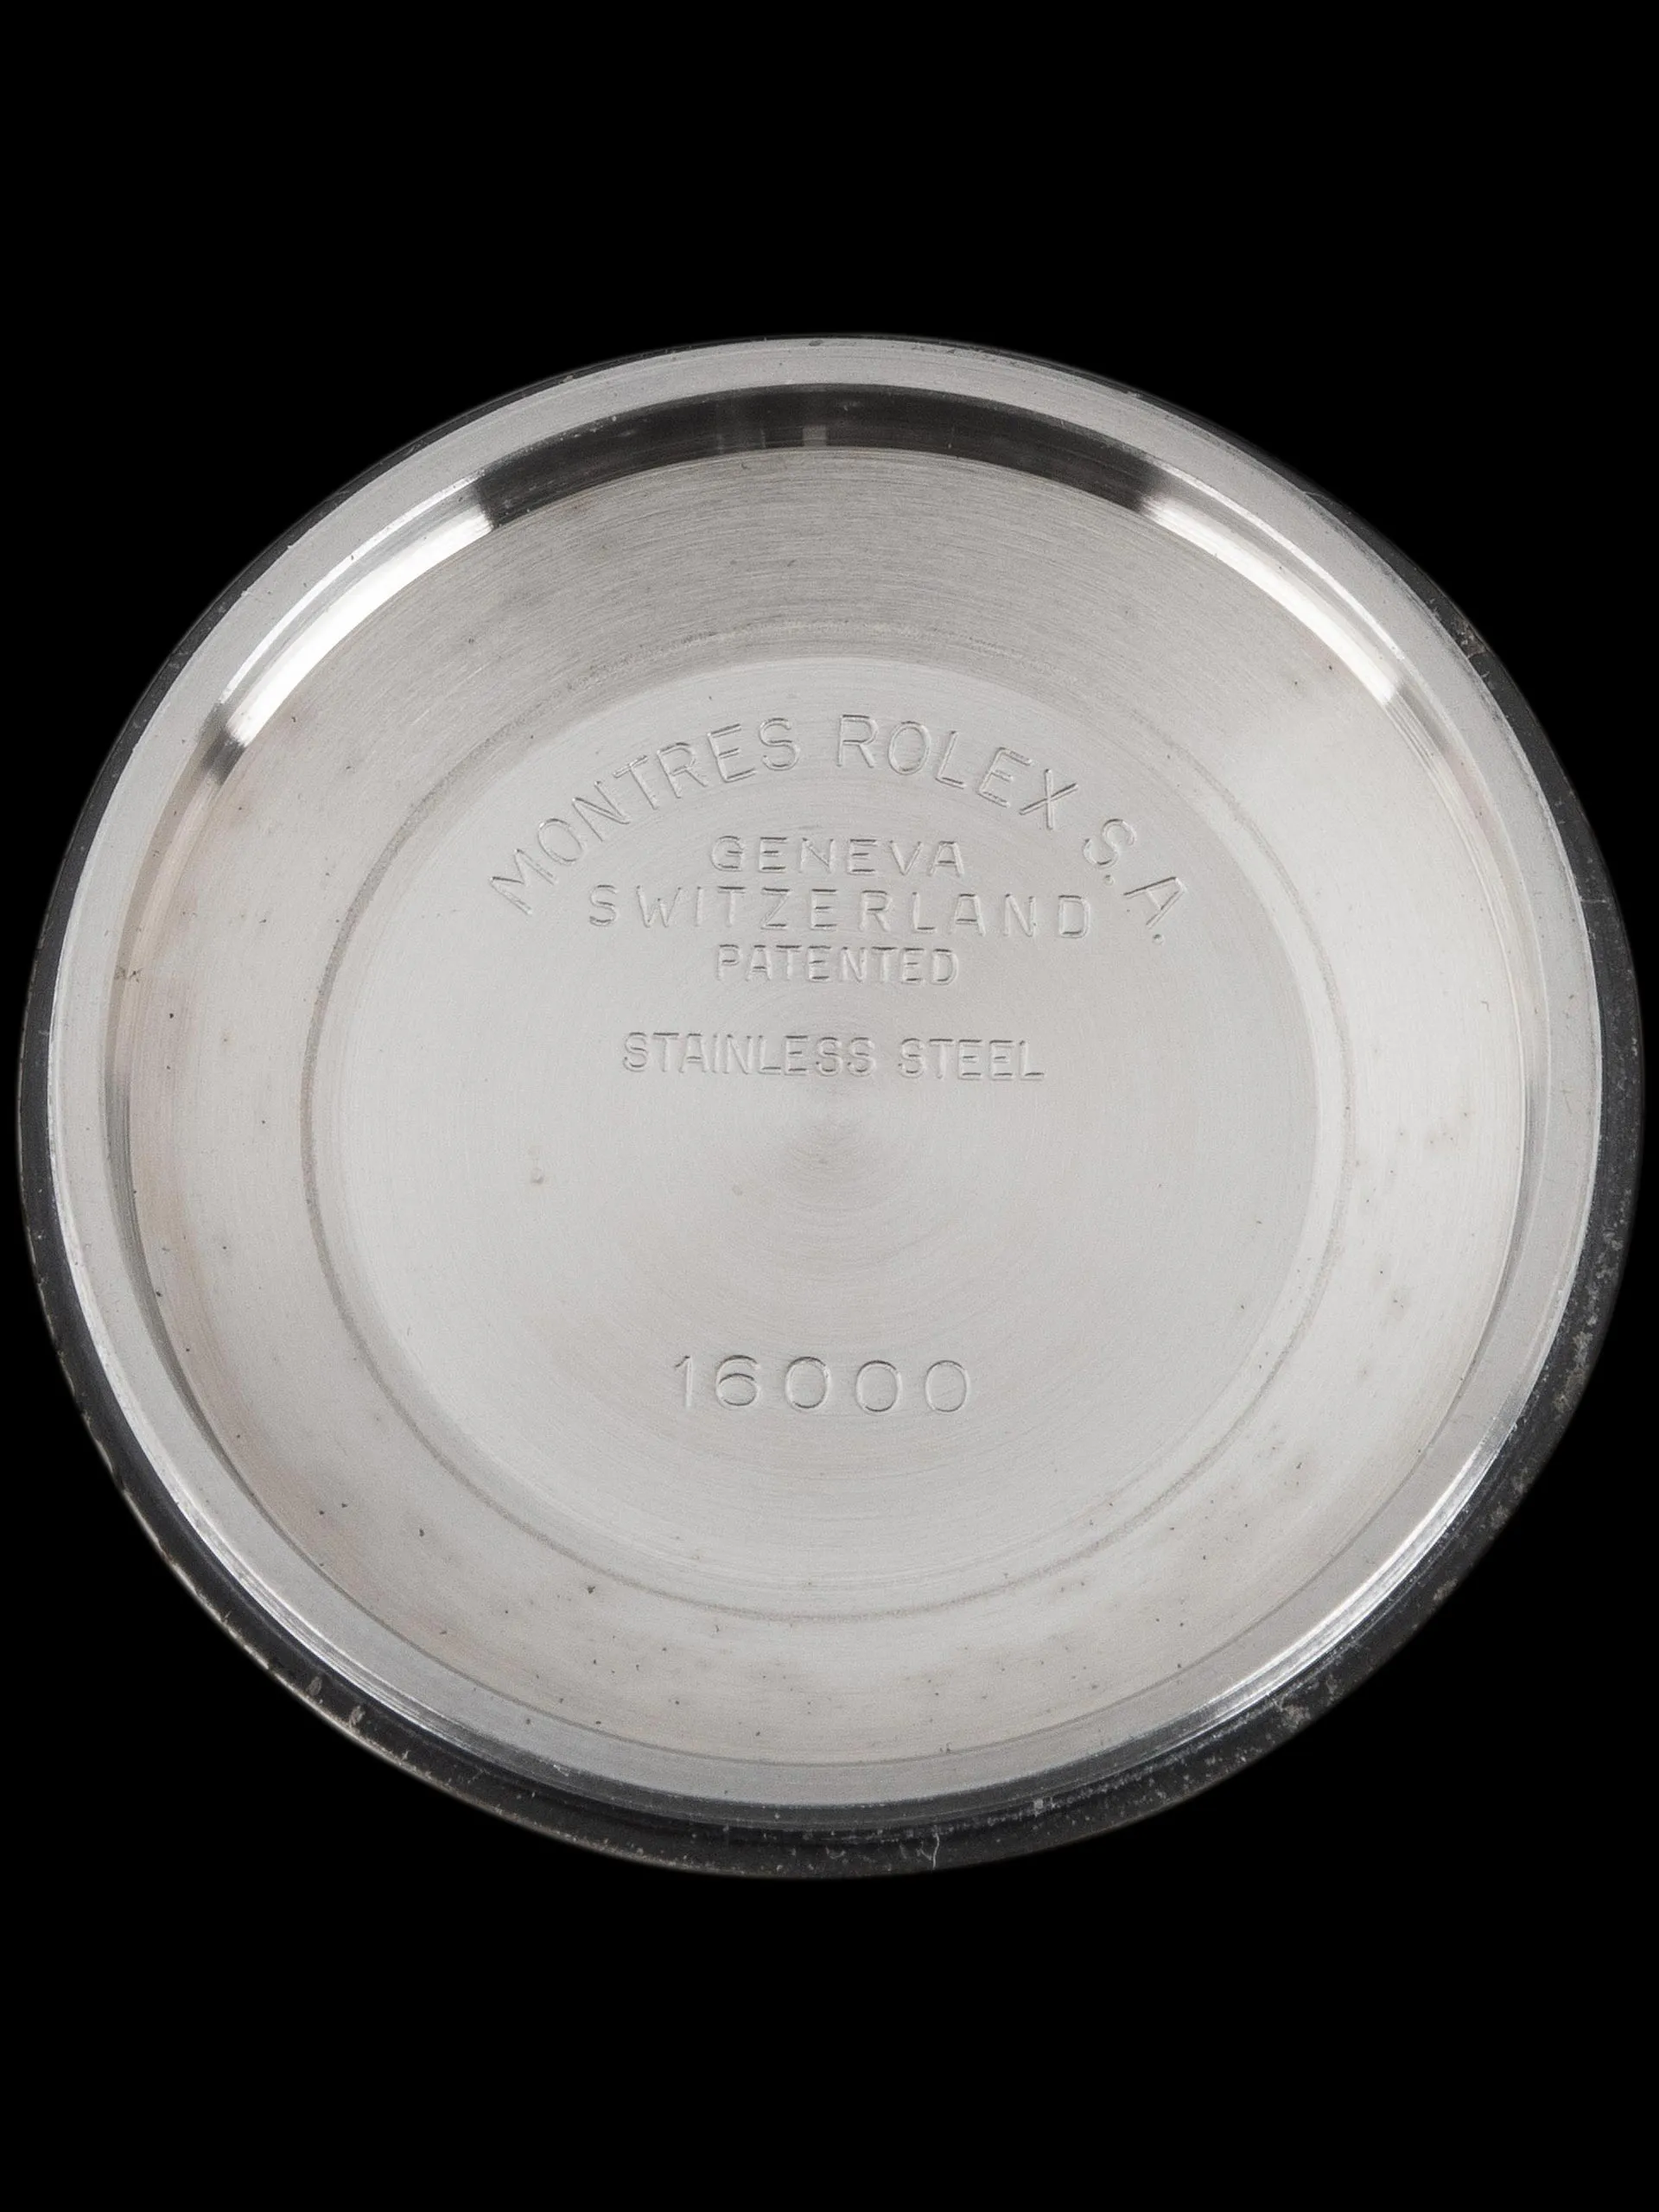 MONTRES ROLEX S.A.
GENEVA
SWITZERLAND
PATENTED
STAINLESS STEEL
16000